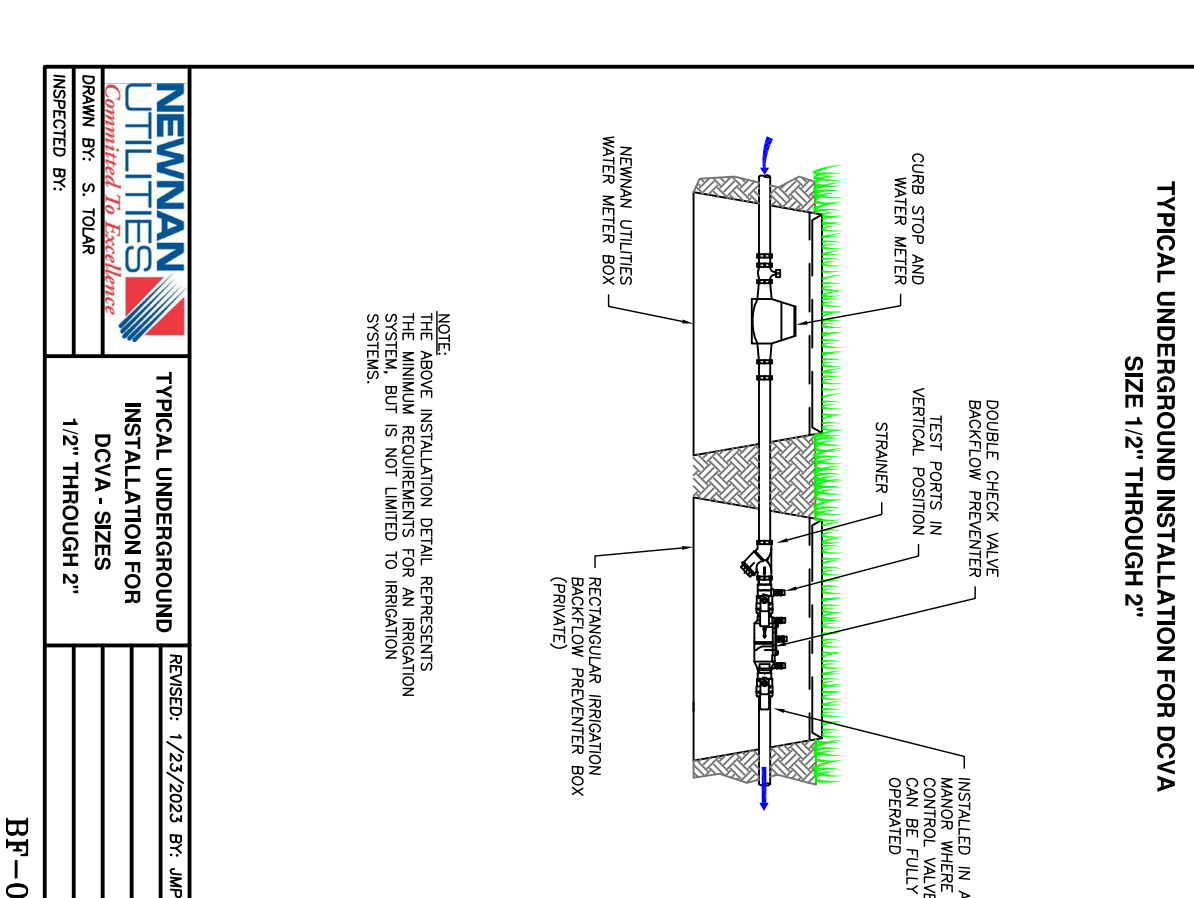 TYPICAL UNDERGROUND INSTALLATION FOR DCVA
SIZE 1/2" THROUGH 2"
DOUBLE CHECK VALVE
BACKFLOW PREVENTER
TEST PORTS IN
VERTICAL POSITION
STRAINER
CURB STOP AND
WATER METER
INSTALLED IN A
MANOR WHERE
CONTROL VALVE
CAN BE FULLY
OPERATED
NEWNAN UTILITIES
WATER METER BOX
RECTANGULAR IRRIGATION
BACKFLOW PREVENTER BOX
(PRIVATE)
NOTE:
THE ABOVE INSTALLATION DETAIL REPRESENTS
THE MINIMUM REQUIREMENTS FOR AN IRRIGATION
SYSTEM, BUT IS NOT LIMITED TO IRRIGATION
SYSTEMS.
NEWNAN
UTILITIES
Committed To Excellence
DRAWN BY: S. TOLAR
INSPECTED BY:
TYPICAL UNDERGROUND
INSTALLATION FOR
DCVA - SIZES
1/2" THROUGH 2"
REVISED: 1/23/2023 BY: JMP
BF-0